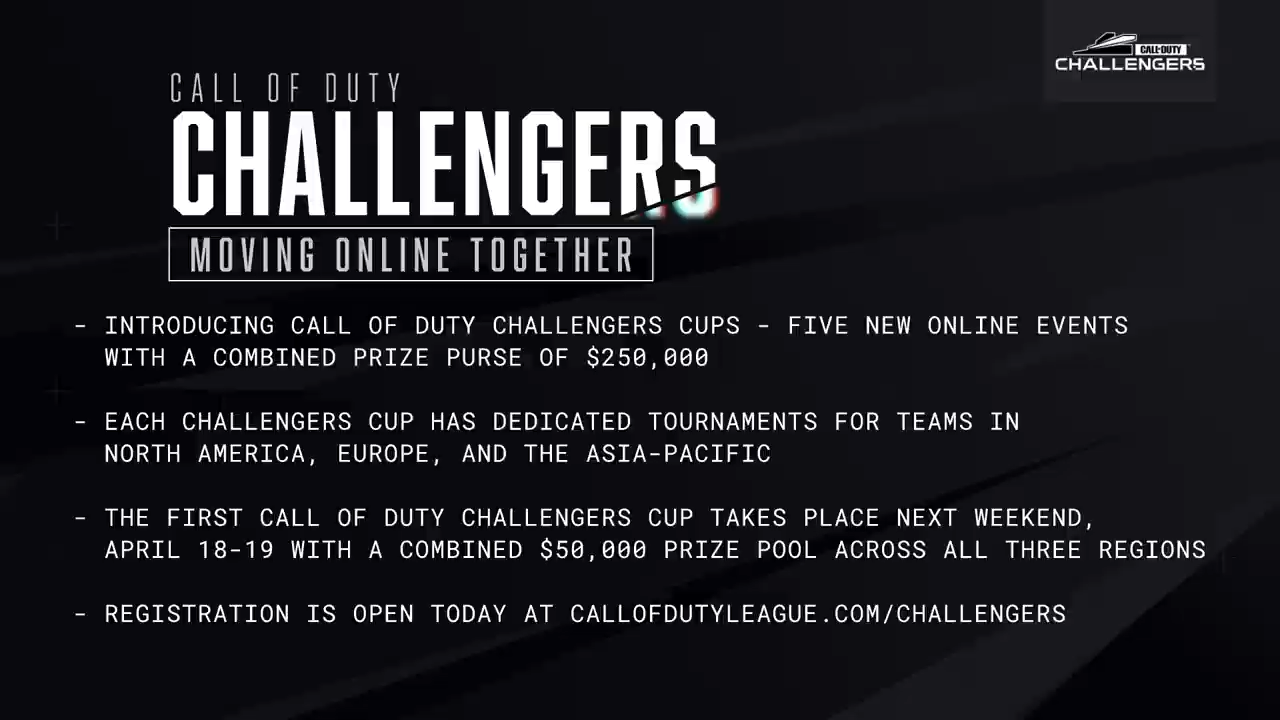 CALL OF DUTY
CHALLENGERS
CALL OF DUTY
CHALLENGERS
MOVING ONLINE TOGETHER
- INTRODUCING CALL OF DUTY CHALLENGERS CUPS - FIVE NEW ONLINE EVENTS
WITH A COMBINED PRIZE PURSE OF $250,000
- EACH CHALLENGERS CUP HAS DEDICATED TOURNAMENTS FOR TEAMS IN
NORTH AMERICA, EUROPE, AND THE ASIA-PACIFIC
- THE FIRST CALL OF DUTY CHALLENGERS CUP TAKES PLACE NEXT WEEKEND,
APRIL 18-19 WITH A COMBINED $50,000 PRIZE POOL ACROSS ALL THREE REGIONS
- REGISTRATION IS OPEN TODAY AT CALLOFDUTYLEAGUE.COM/CHALLENGERS